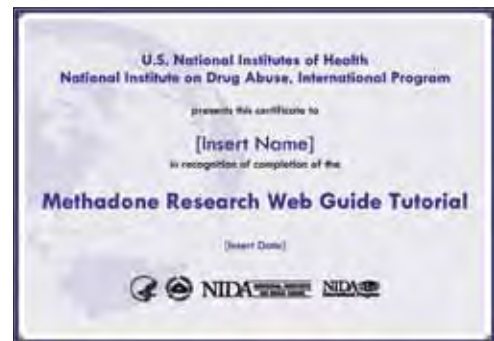 U.S. National Institutes of Health
National Institute on Drug Abuse, International Program
presents this certificate to
[Insert Name]
in recognition of completion of the
Methadone Research Web Guide Tutorial
[Insert Date]
NIDA NIDA